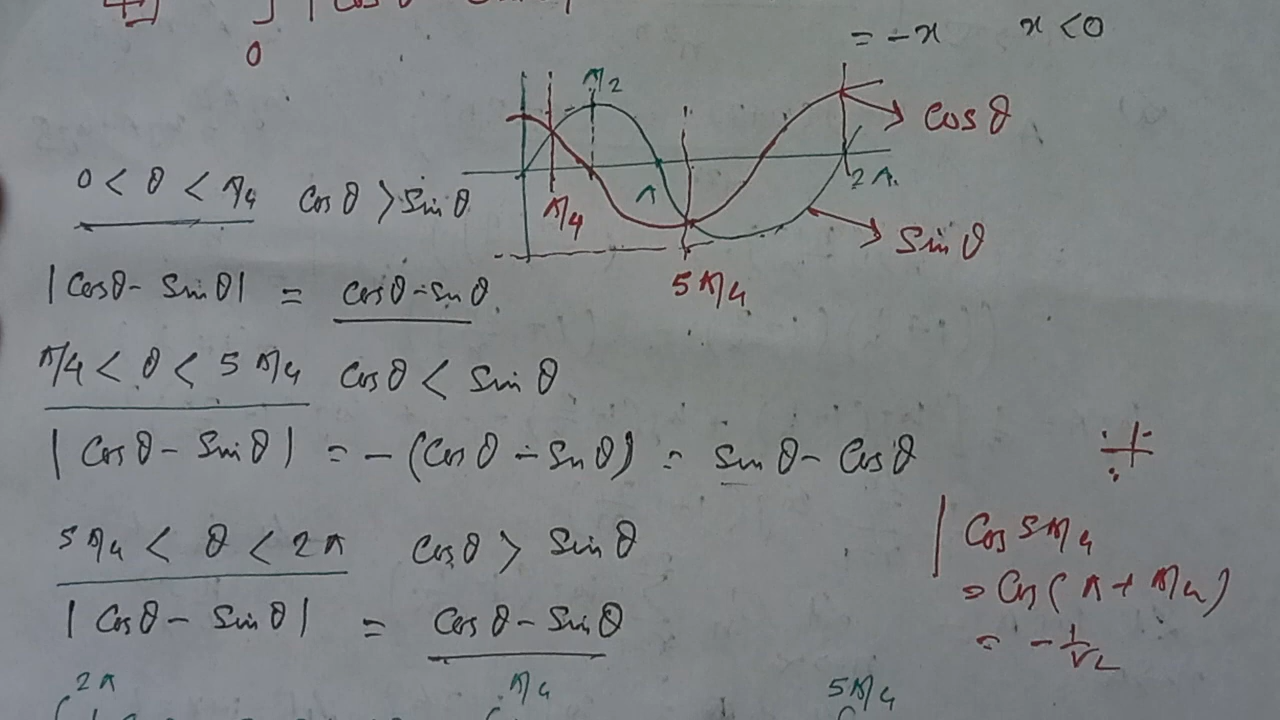 0
= -x    x < 0
π/2
cos θ
0 < θ < π/4    cos θ > sin θ
π/4
π
2π.
sin θ
5π/4
|cos θ - sin θ| = cos θ - sin θ.
π/4 < θ < 5π/4    cos θ < sin θ
|cos θ - sin θ| = -(cos θ - sin θ) = sin θ - cos θ
5π/4 < θ < 2π    cos θ > sin θ
|cos θ - sin θ| = cos θ - sin θ
cos 5π/4
= cos(π + π/4)
= -1/√2
2π    π/4    5π/4